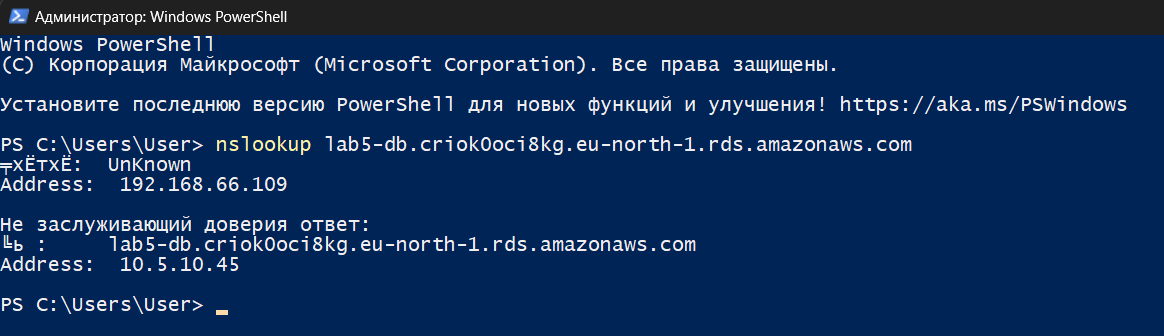 Администратор: Windows PowerShell
Windows PowerShell
(C) Корпорация Майкрософт (Microsoft Corporation). Все права защищены.
Установите последнюю версию PowerShell для новых функций и улучшения! https://aka.ms/PSWindows
PS C:\Users\User> nslookup lab5-db.criok0oci8kg.eu-north-1.rds.amazonaws.com
╤хЁтхЁ:  UnKnown
Address:  192.168.66.109
Не заслуживающий доверия ответ:
╚ь :     lab5-db.criok0oci8kg.eu-north-1.rds.amazonaws.com
Address:  10.5.10.45
PS C:\Users\User>